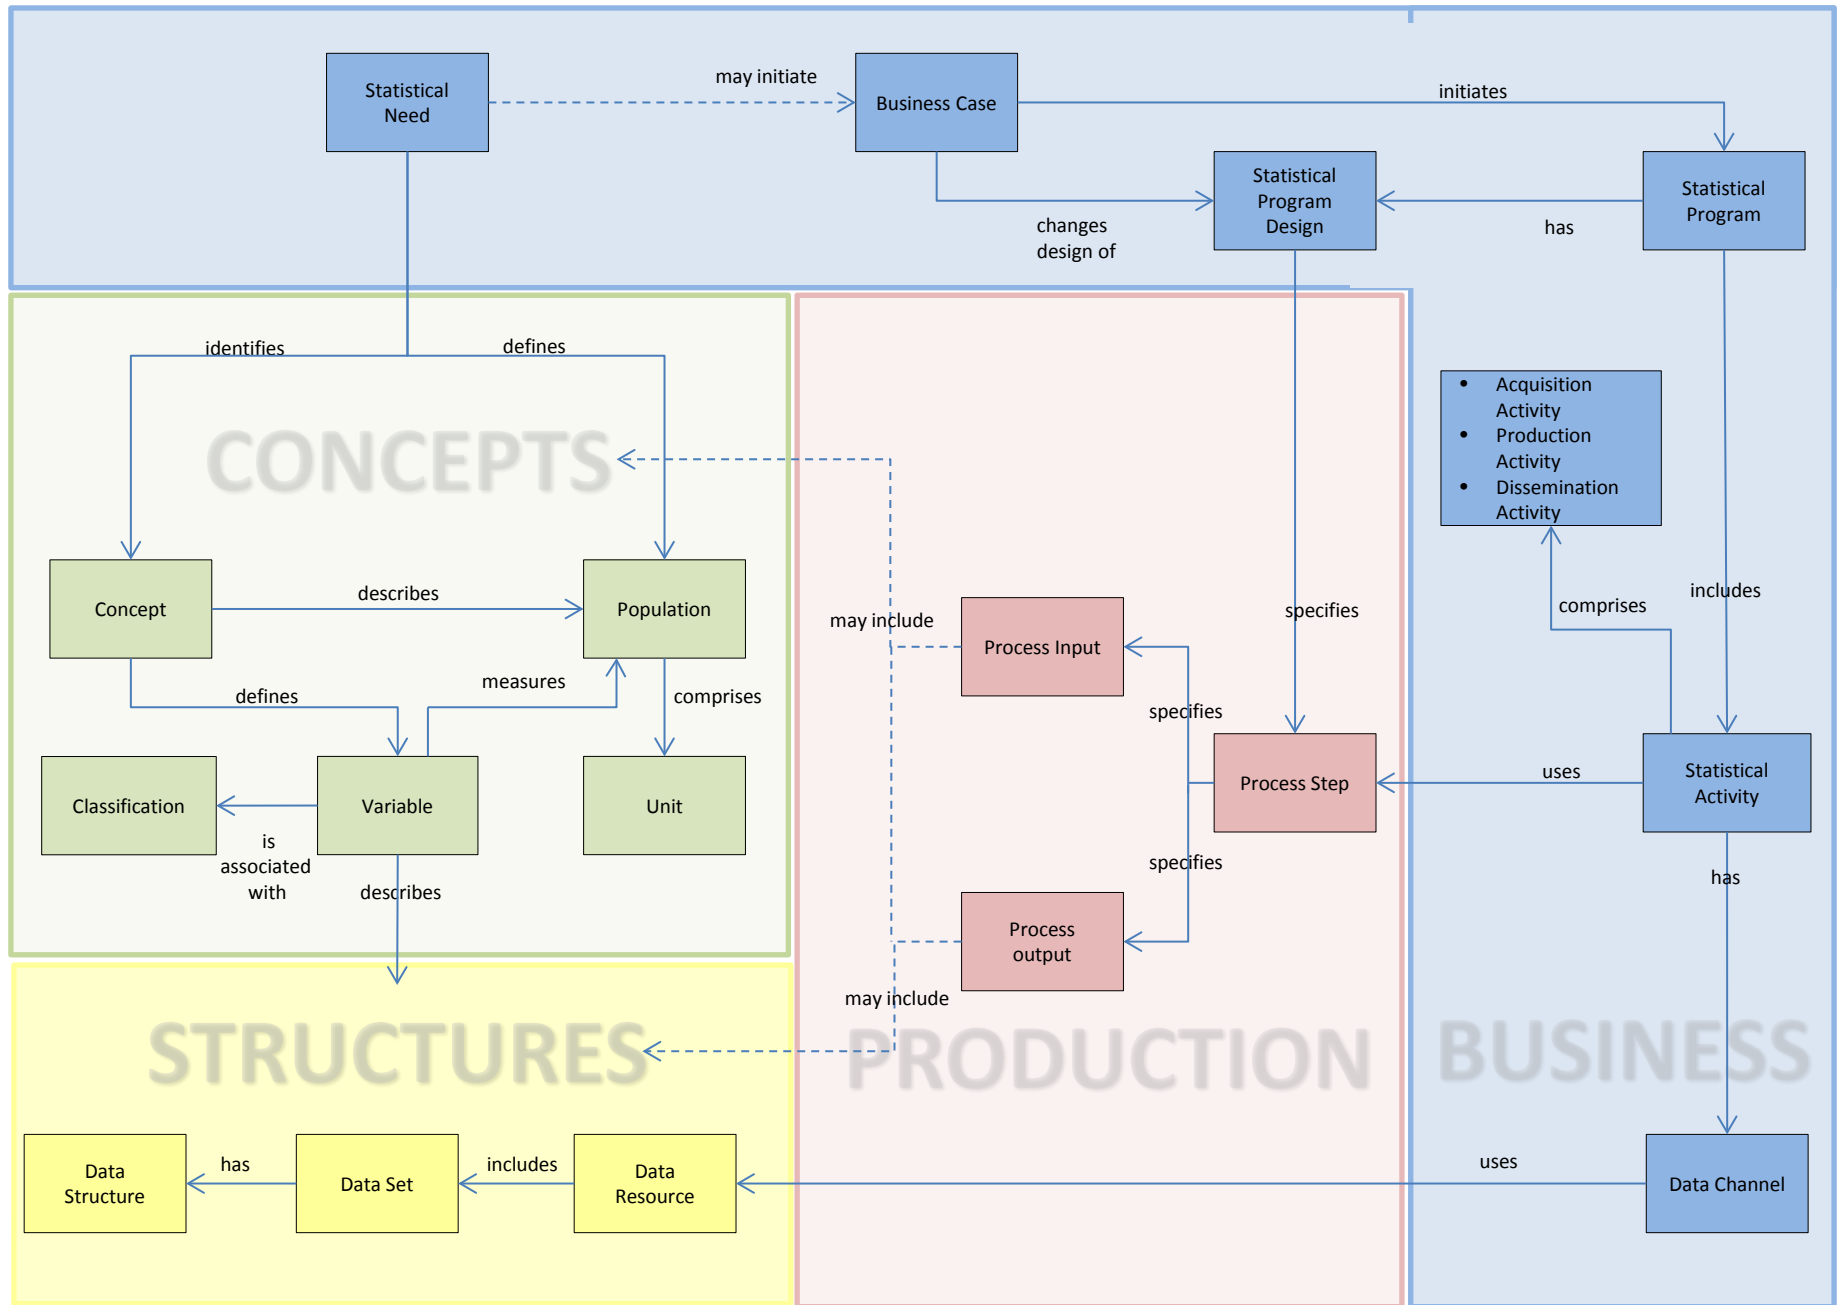 Statistical
Need
may initiate
Business Case
initiates
Statistical
Program
Design
Statistical
Program
changes
design of
has
identifies
defines
CONCEPTS
• Acquisition
Activity
• Production
Activity
• Dissemination
Activity
Concept
describes
Population
may include
Process Input
specifies
comprises
includes
defines
measures
comprises
specifies
Classification
Variable
Unit
Process Step
uses
Statistical
Activity
is
associated
with
describes
specifies
has
Process
output
may include
STRUCTURES
PRODUCTION
BUSINESS
Data
Structure
has
Data Set
includes
Data
Resource
uses
Data Channel